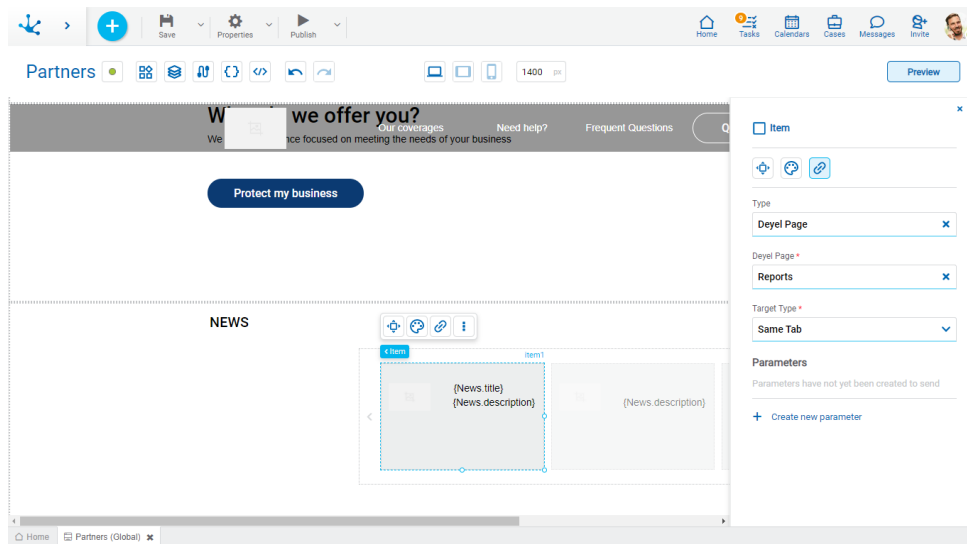 Save
Properties
Publish
Home
9
Tasks
Calendars
Cases
Messages
Invite
Partners
1400 px
Preview
we offer you?
Our coverages
Need help?
Frequent Questions
We
nce focused on meeting the needs of your business
Protect my business
NEWS
Item
Item1
{News.title}
{News.description}
{News.description}
Item
Type
Deyel Page
Deyel Page *
Reports
Target Type *
Same Tab
Parameters
Parameters have not yet been created to send
Create new parameter
Home
Partners (Global)